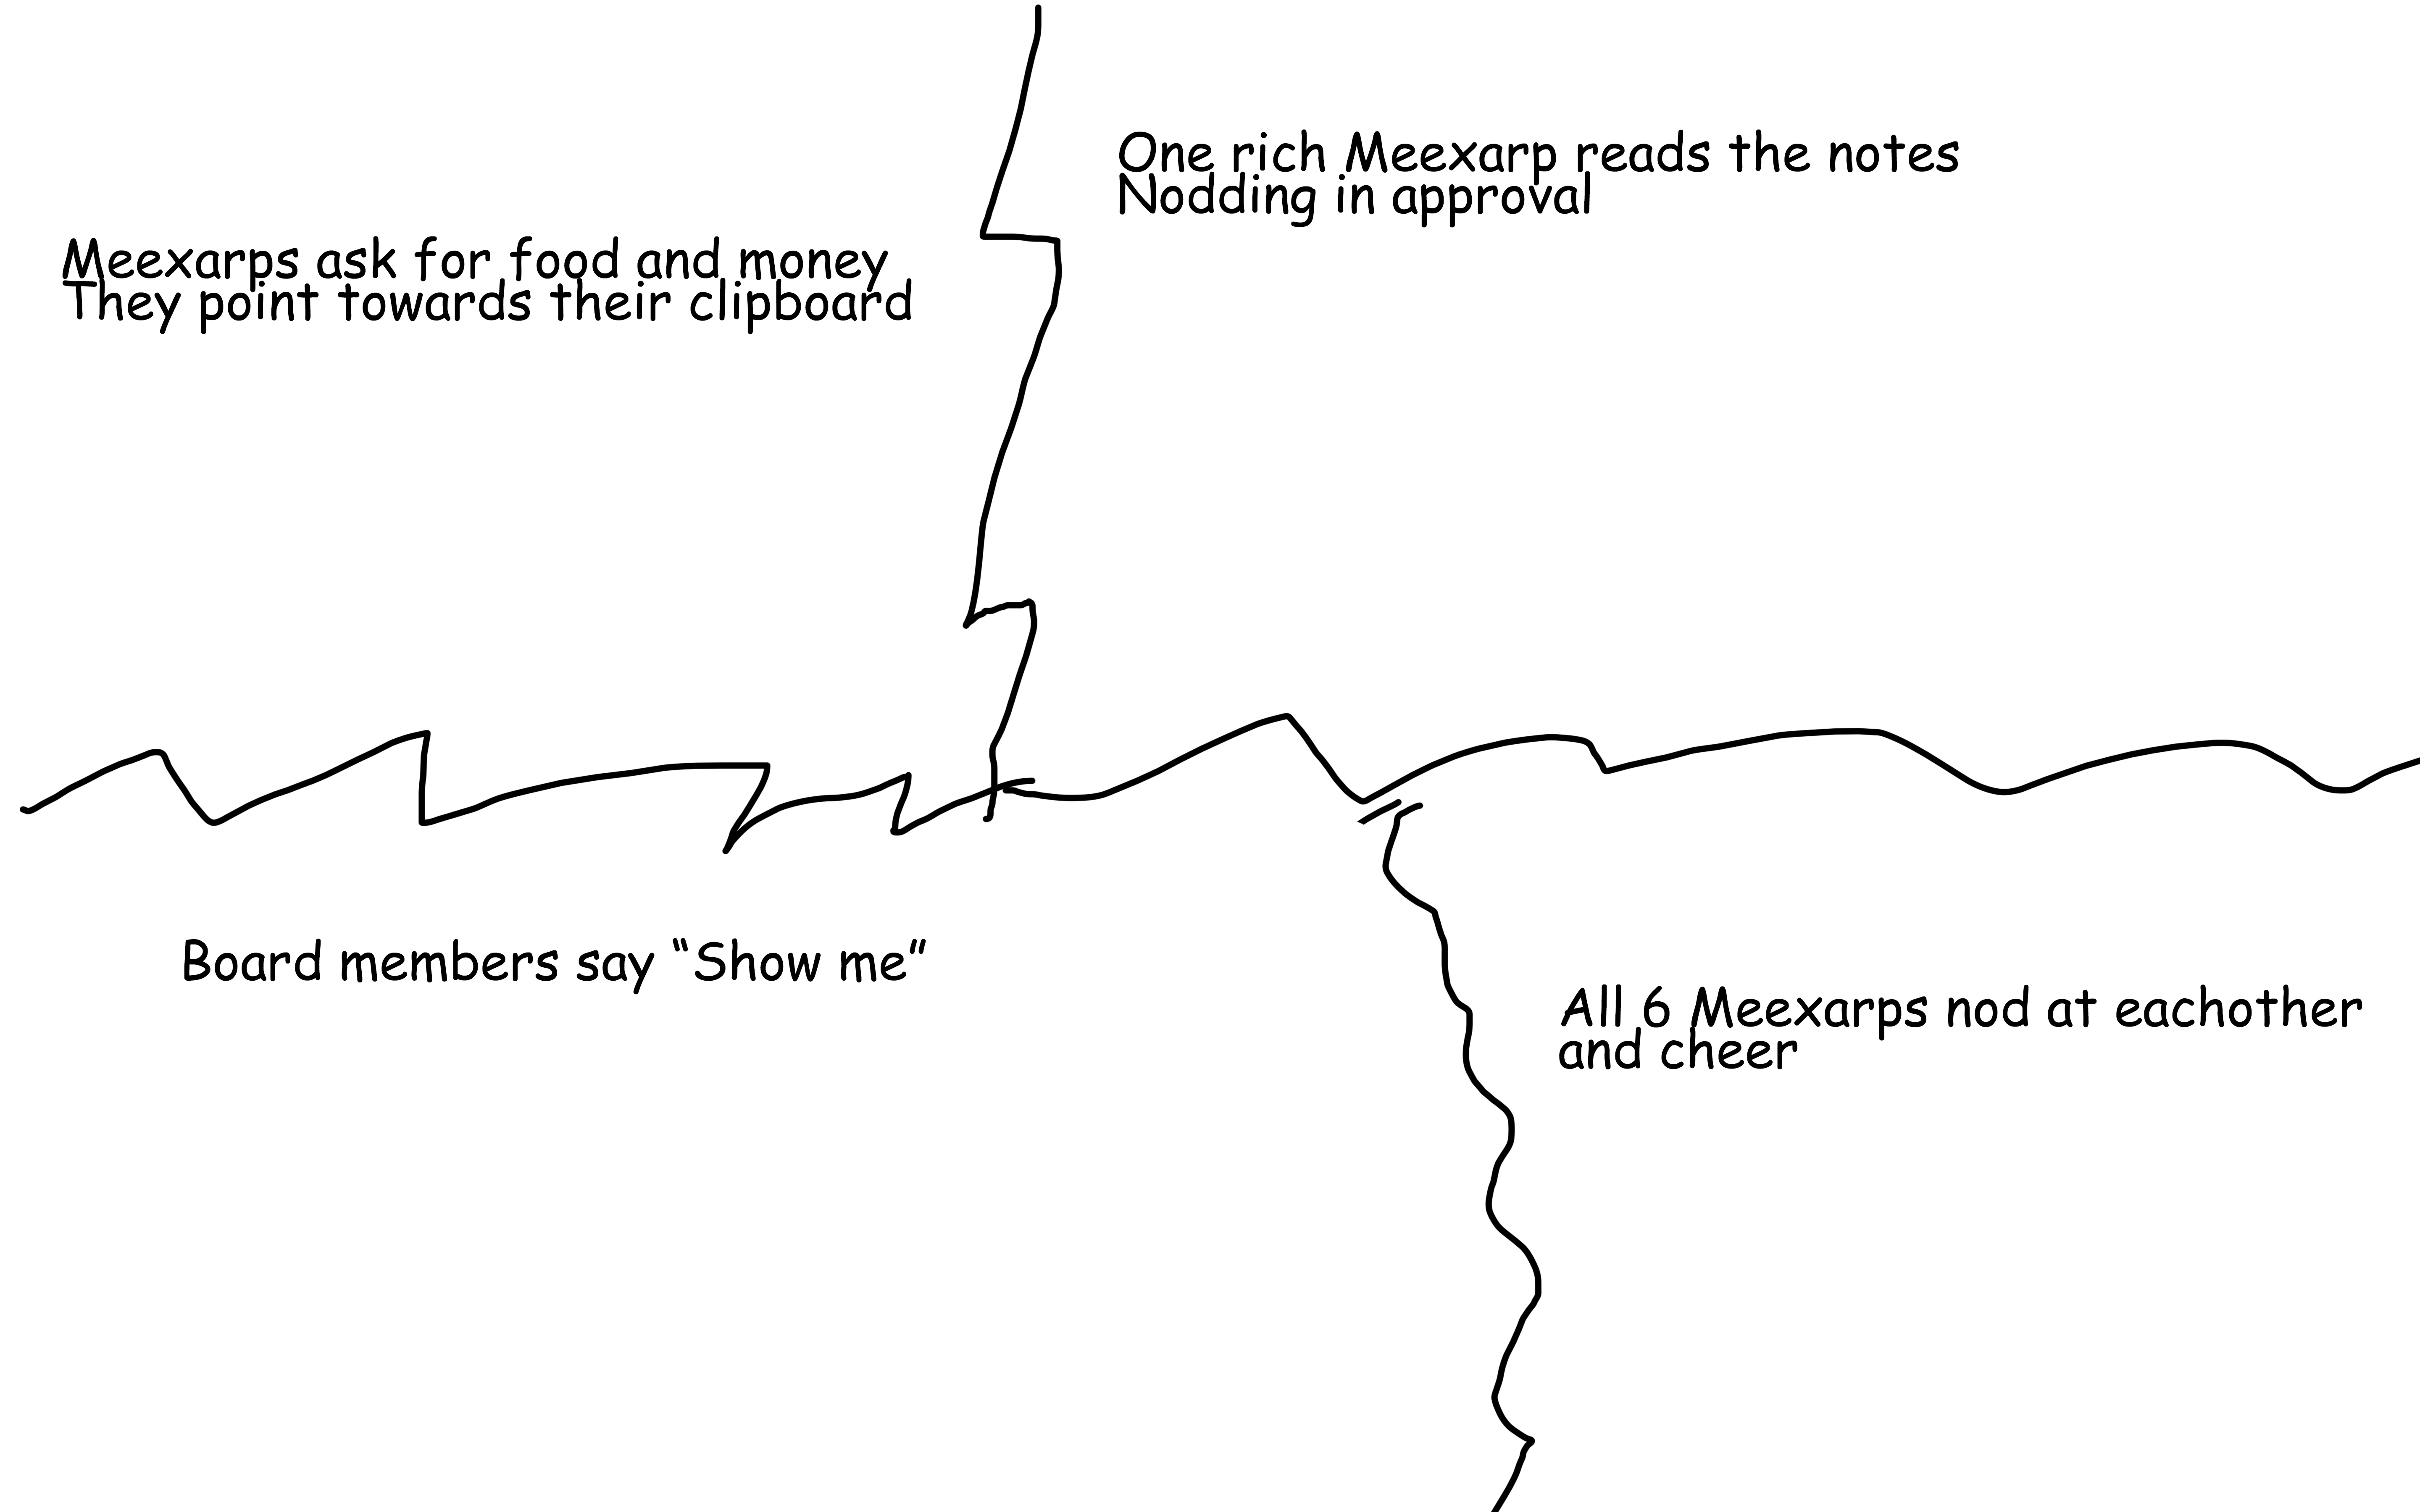 Meexarps ask for food and money
They point towards their clipboard
One rich Meexarp reads the notes
Nodding in approval
Board members say “Show me”
All 6 Meexarps nod at eachother
and cheer